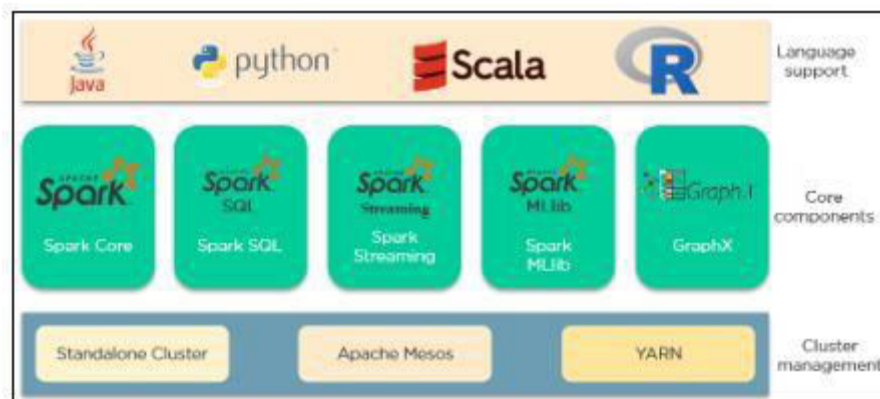 Java
python
Scala
R
Language
support
APACHE
Spark
Spark Core
Spark
SQL
Spark SQL
Spark
Streaming
Spark
Streaming
Spark
MLlib
Spark
MLlib
GraphX
Core
components
Standalone Cluster
Apache Mesos
YARN
Cluster
management